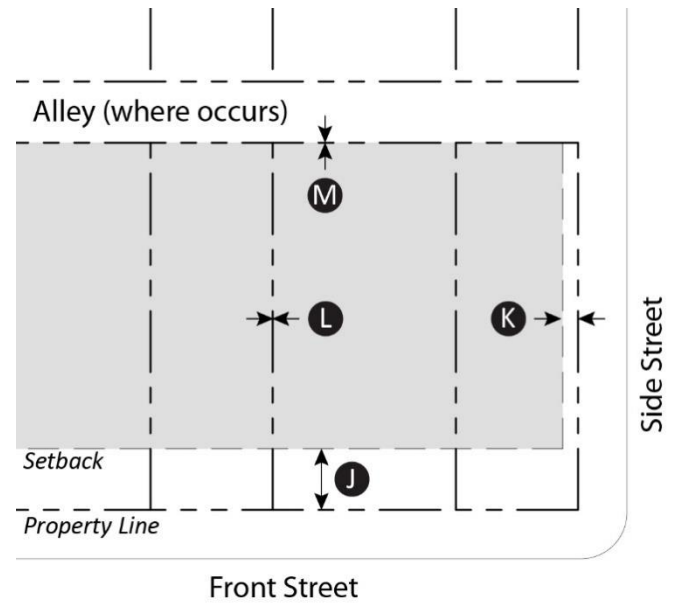 Alley (where occurs)
M
L
K
Side Street
Setback
J
Property Line
Front Street